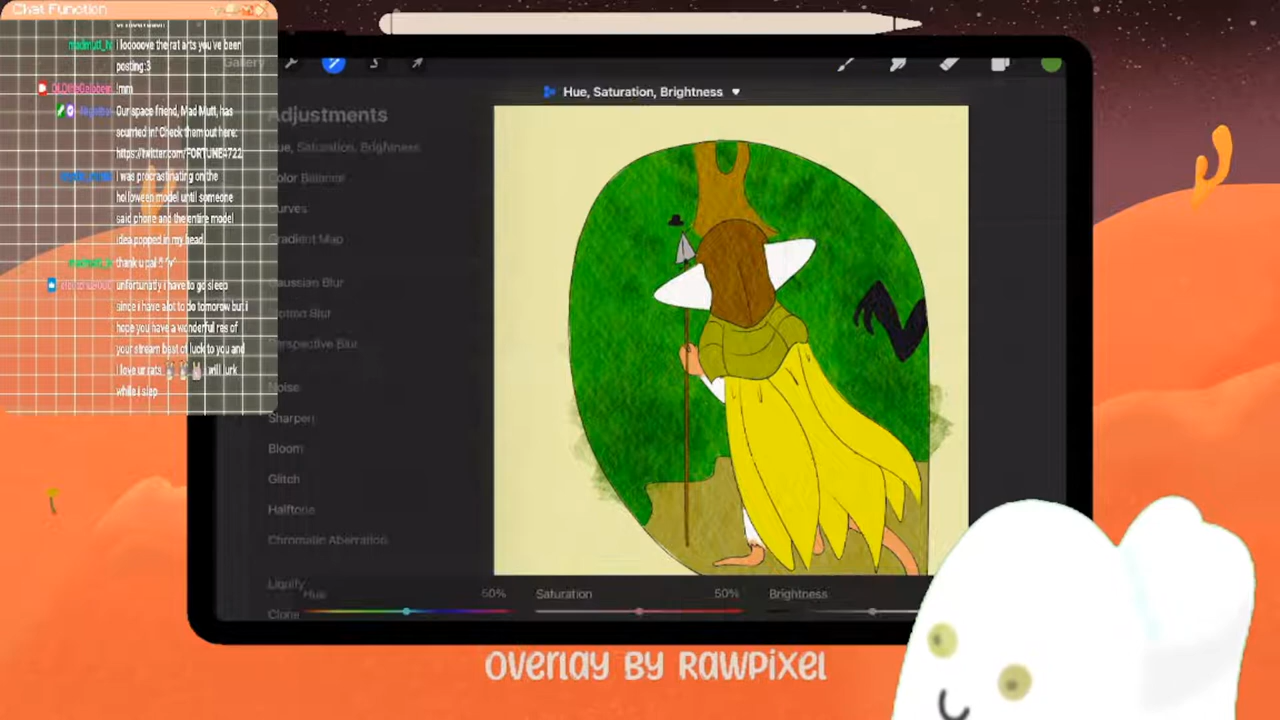 Chat Function
madmutt_tv I looooove the rat arts you've been
posting:3
!mm
Our space friend, Mad Mutt, has
scurried in! Check them out here:
https://twitter.com/FORTUNE4722
I was procrastinating on the
holloween model until someone
said phone and the entire model
idea popped in my head
thank u pal
unfortunatly i have to go sleep
since i have alot to do tomorow but i
hope you have a wonderful res of
your stream best of luck to you and
I love ur rats will lurk
while i slep
Gallery
Hue, Saturation, Brightness
Adjustments
Hue, Saturation, Brightness
Color Balance
Curves
Gradient Map
Gaussian Blur
Motion Blur
Perspective Blur
Noise
Sharpen
Bloom
Glitch
Halftone
Chromatic Aberration
Liquify
Clone
Hue 50%
Saturation 50%
Brightness
OVERLAY BY RAWPIXEL